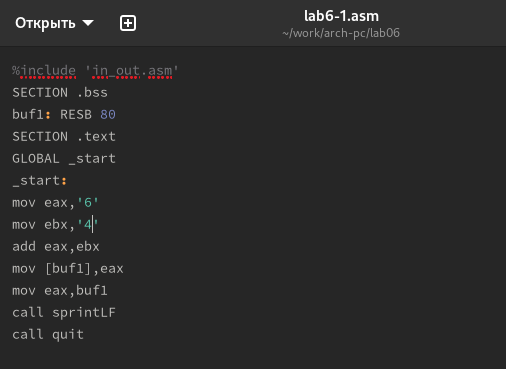 Открыть
lab6-1.asm
~/work/arch-pc/lab06
%include 'in_out.asm'
SECTION .bss
buf1: RESB 80
SECTION .text
GLOBAL _start
_start:
mov eax,'6'
mov ebx,'4'
add eax,ebx
mov [buf1],eax
mov eax,buf1
call sprintLF
call quit